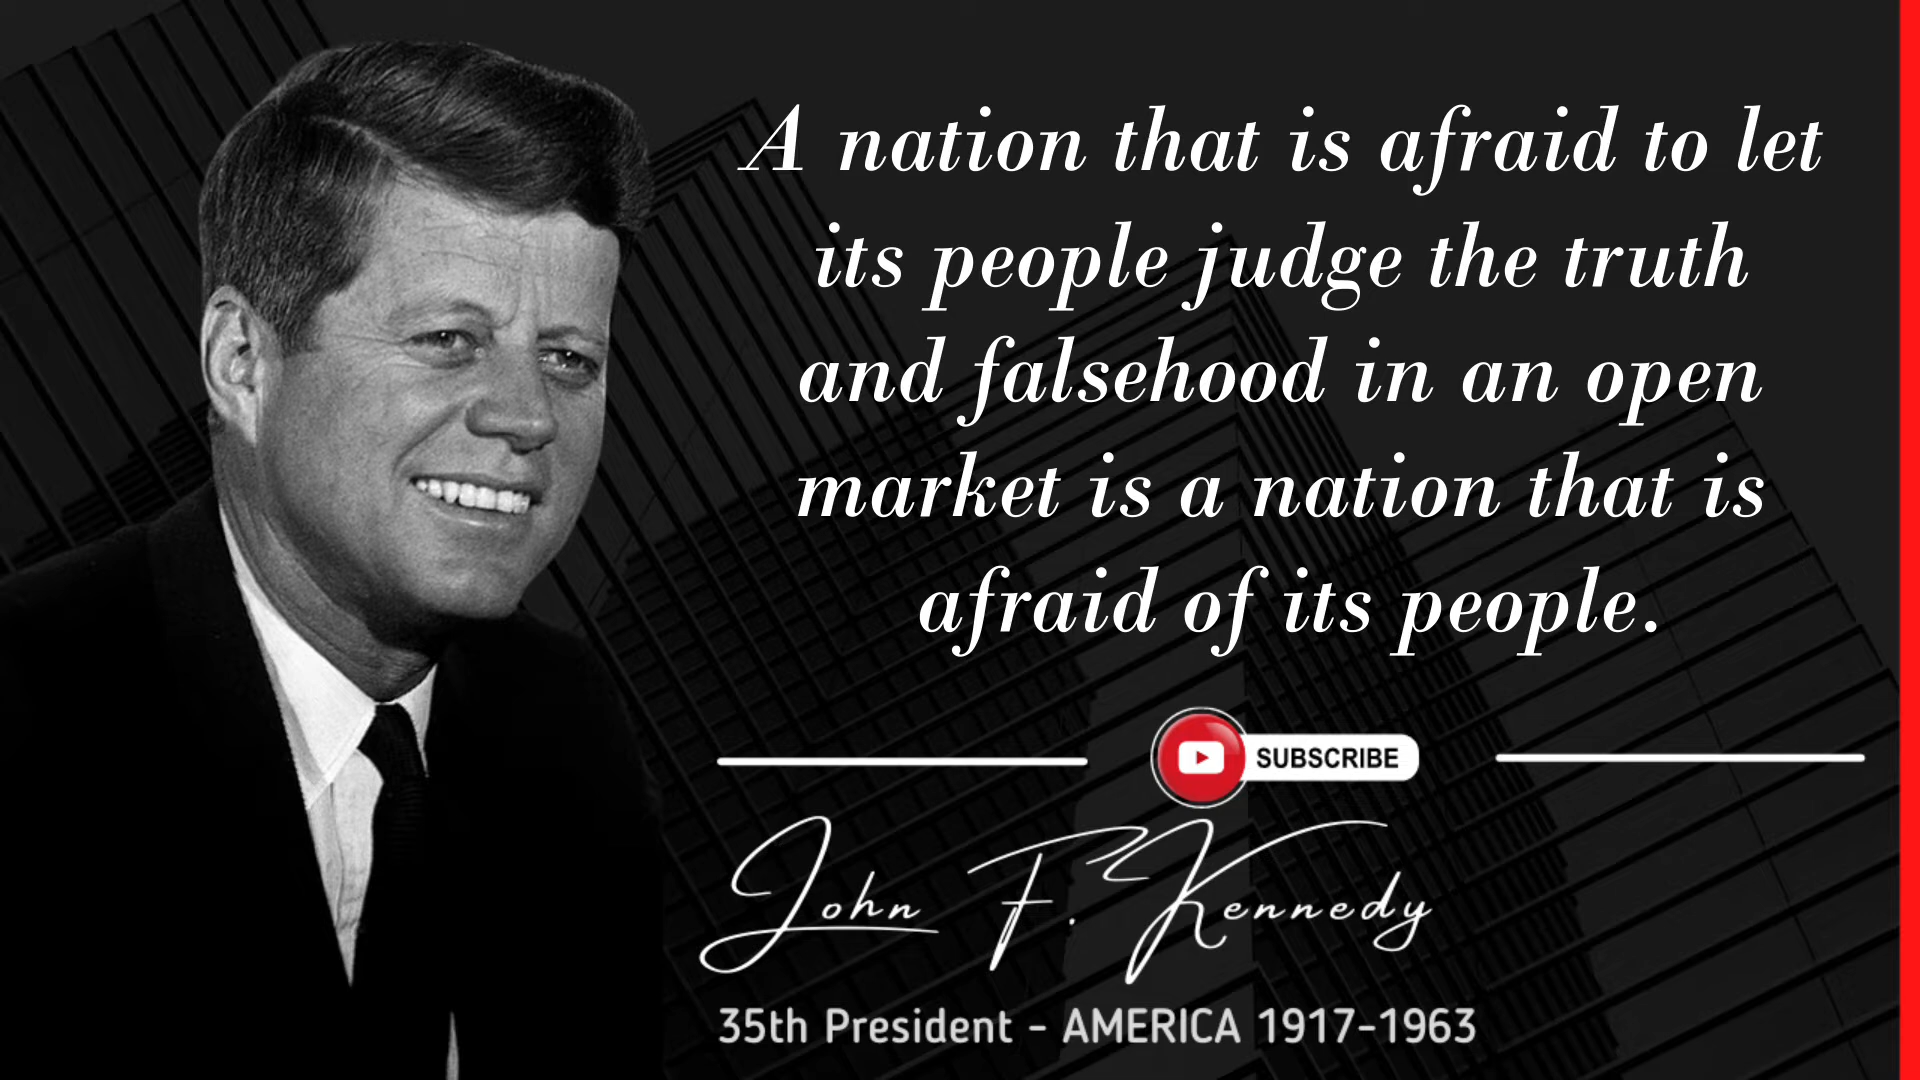 A nation that is afraid to let
its people judge the truth
and falsehood in an open
market is a nation that is
afraid of its people.
SUBSCRIBE
John F. Kennedy
35th President - AMERICA 1917-1963